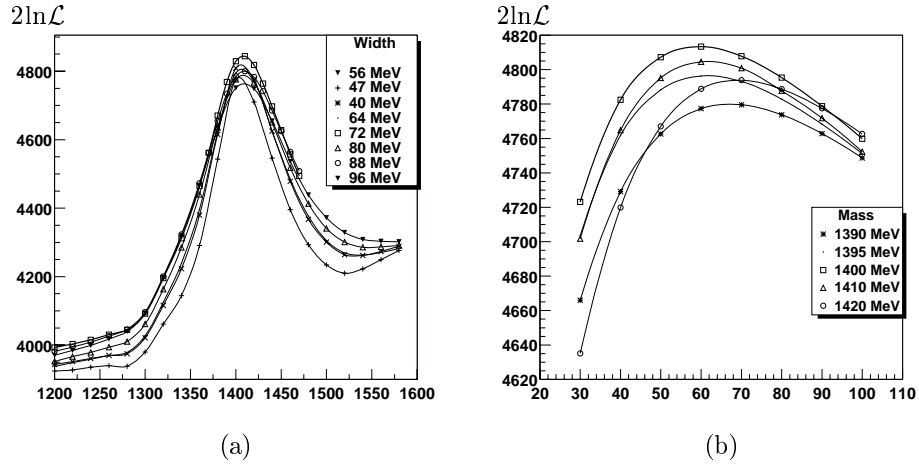 2ln𝓛
4800
4600
4400
4200
4000
1200 1250 1300 1350 1400 1450 1500 1550 1600
Width
56 MeV
47 MeV
40 MeV
64 MeV
72 MeV
80 MeV
88 MeV
96 MeV
(a)
2ln𝓛
4820
4800
4780
4760
4740
4720
4700
4680
4660
4640
4620
20 30 40 50 60 70 80 90 100 110
Mass
1390 MeV
1395 MeV
1400 MeV
1410 MeV
1420 MeV
(b)